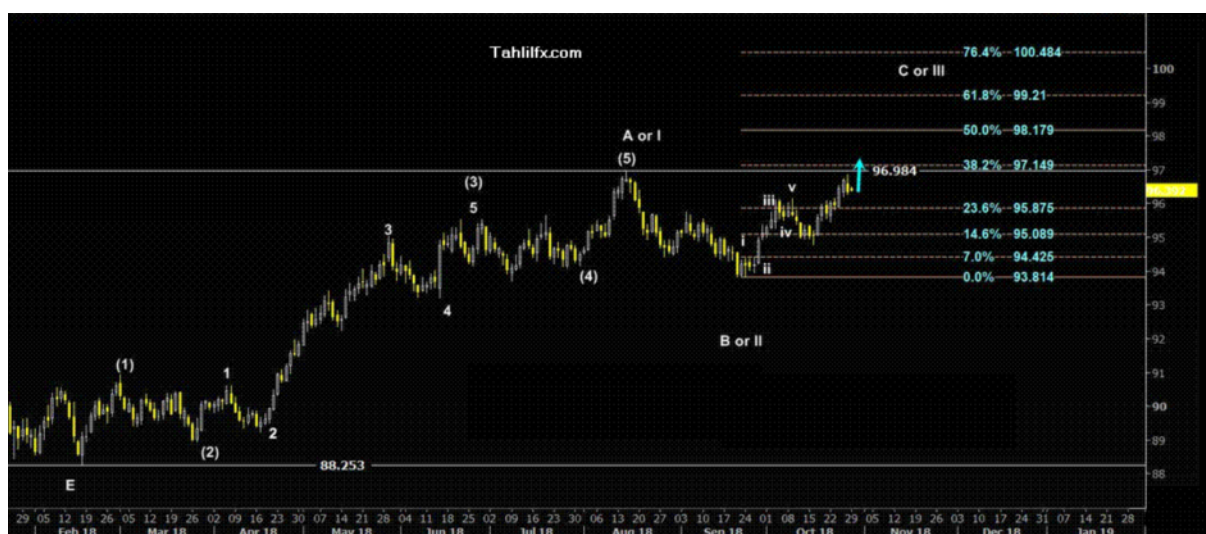 Tahlilfx.com
76.4% 100.484
C or III
100
61.8% 99.21
99
50.0% 98.179
98
A or I
(5)
38.2% 97.149
97
96.984
(3)
v
iii
96
23.6% 95.875
5
3
iv
14.6% 95.089
95
i
(4)
ii
7.0% 94.425
94
0.0% 93.814
4
93
B or II
92
(1)
1
91
90
2
(2)
89
88.253
88
E
29 05 12 19 26 05 12 19 26 02 09 16 23 30 07 14 21 28 04 11 18 25 02 09 16 23 30 06 13 20 27 03 10 17 24 01 08 15 22 29 05 12 19 26 03 10 17 24 31 07 14 21 28
Feb 18 Mar 18 Apr 18 May 18 Jun 18 Jul 18 Aug 18 Sep 18 Oct 18 Nov 18 Dec 18 Jan 19